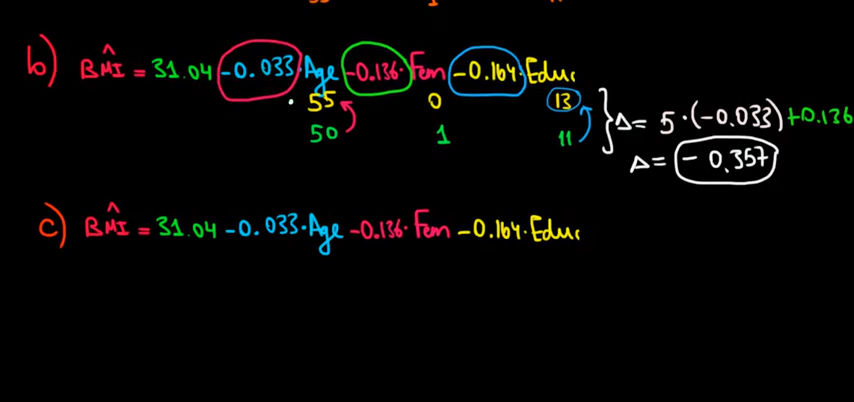 b) BMI^ = 31.04 -0.033·Age -0.136·Fem -0.164·Educ
55 0 13
50 1 11
Δ= 5·(-0.033)+0.136
Δ= -0.357
c) BMI^ = 31.04 -0.033·Age -0.136·Fem -0.164·Educ